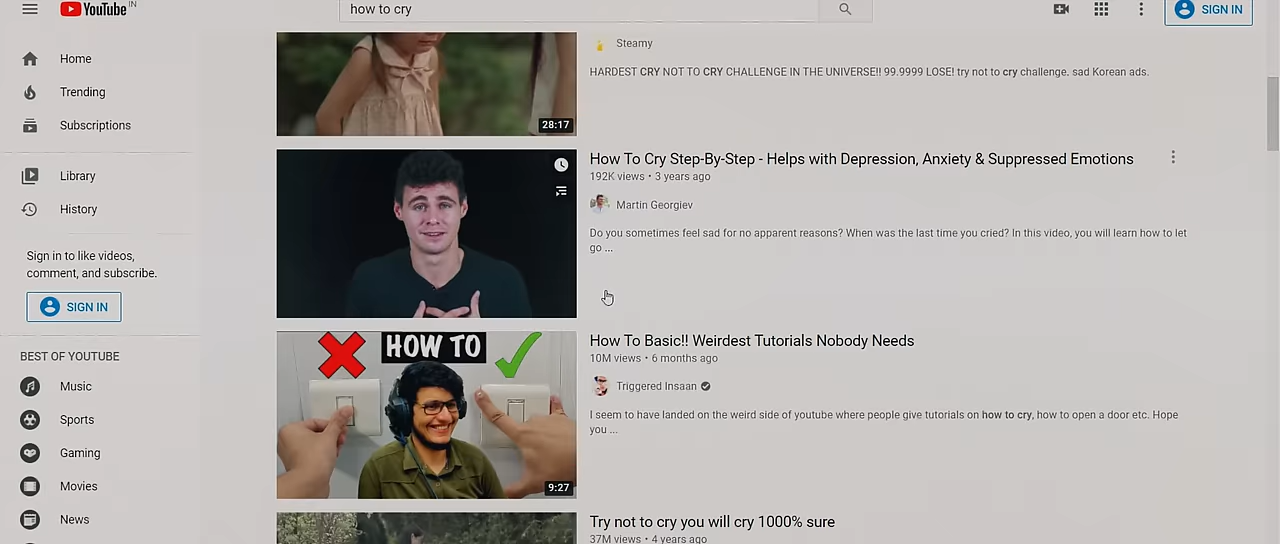 YouTube IN
how to cry
SIGN IN
Home
Trending
Subscriptions
Library
History
Sign in to like videos,
comment, and subscribe.
SIGN IN
BEST OF YOUTUBE
Music
Sports
Gaming
Movies
News
28:17
Steamy
HARDEST CRY NOT TO CRY CHALLENGE IN THE UNIVERSE!! 99.9999 LOSE! try not to cry challenge. sad Korean ads.
How To Cry Step-By-Step - Helps with Depression, Anxiety & Suppressed Emotions
192K views • 3 years ago
Martin Georgiev
Do you sometimes feel sad for no apparent reasons? When was the last time you cried? In this video, you will learn how to let
go ...
HOW TO
9:27
How To Basic!! Weirdest Tutorials Nobody Needs
10M views • 6 months ago
Triggered Insaan
I seem to have landed on the weird side of youtube where people give tutorials on how to cry, how to open a door etc. Hope
you ...
Try not to cry you will cry 1000% sure
37M views • 4 years ago